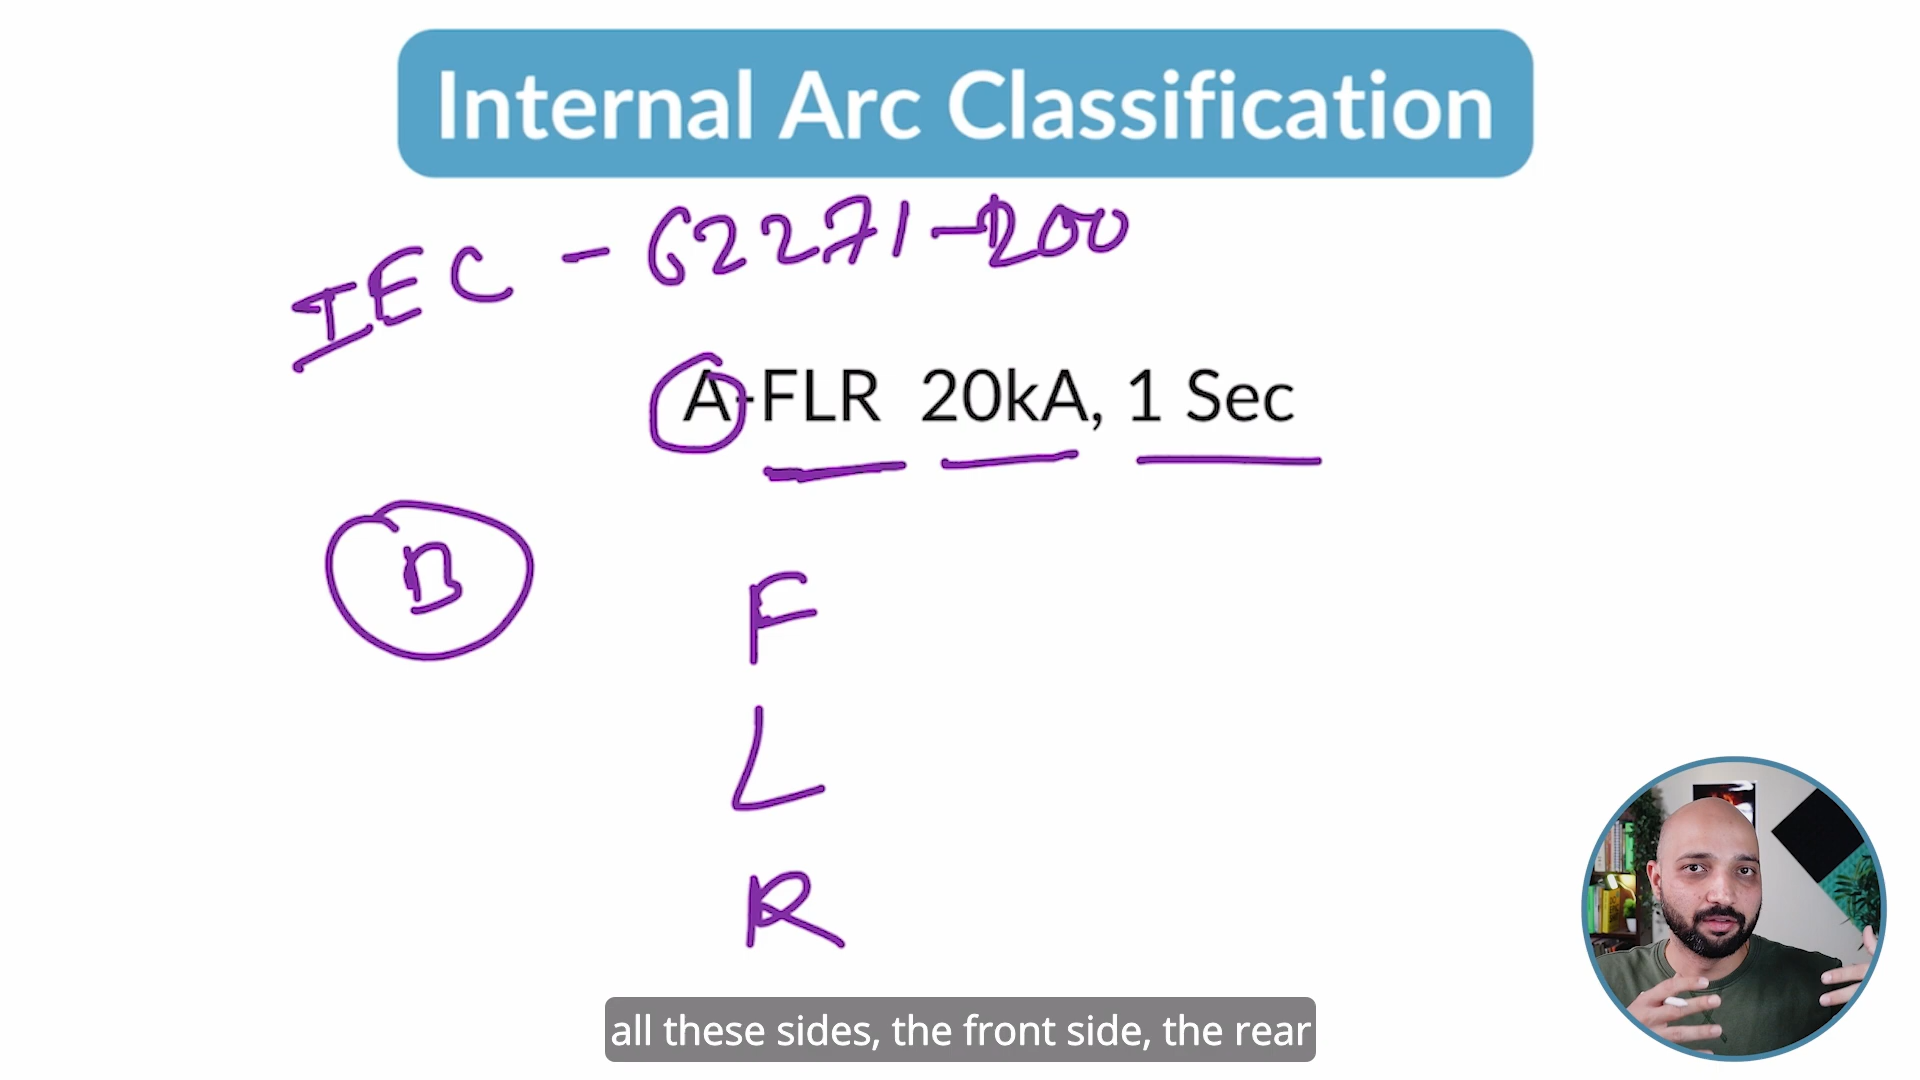 Internal Arc Classification
IEC - 62271-200
A-FLR 20kA, 1 Sec
B
F
L
R
all these sides, the front side, the rear